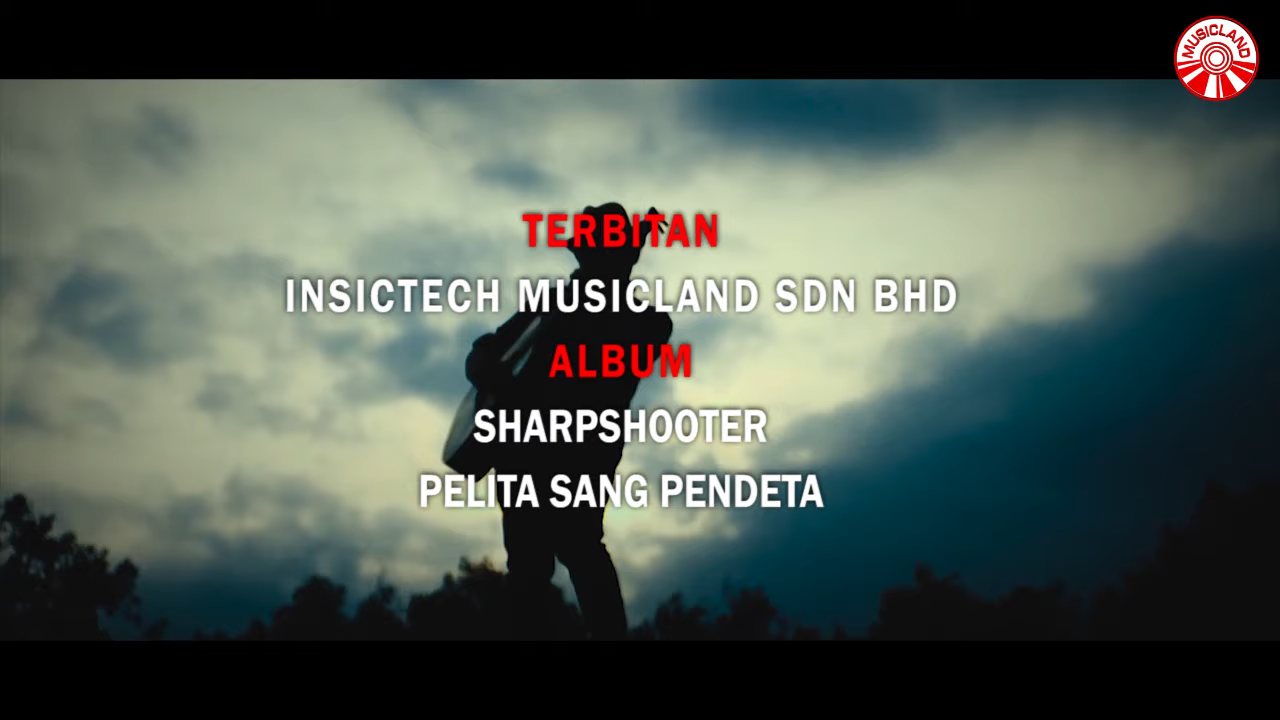 MUSICLAND
TERBITAN
INSICTECH MUSICLAND SDN BHD
ALBUM
SHARPSHOOTER
PELITA SANG PENDETA